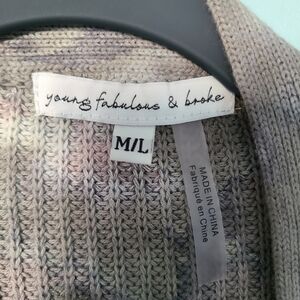 young fabulous & broke
M/L
MADE IN CHINA
Fabriqué en Chine